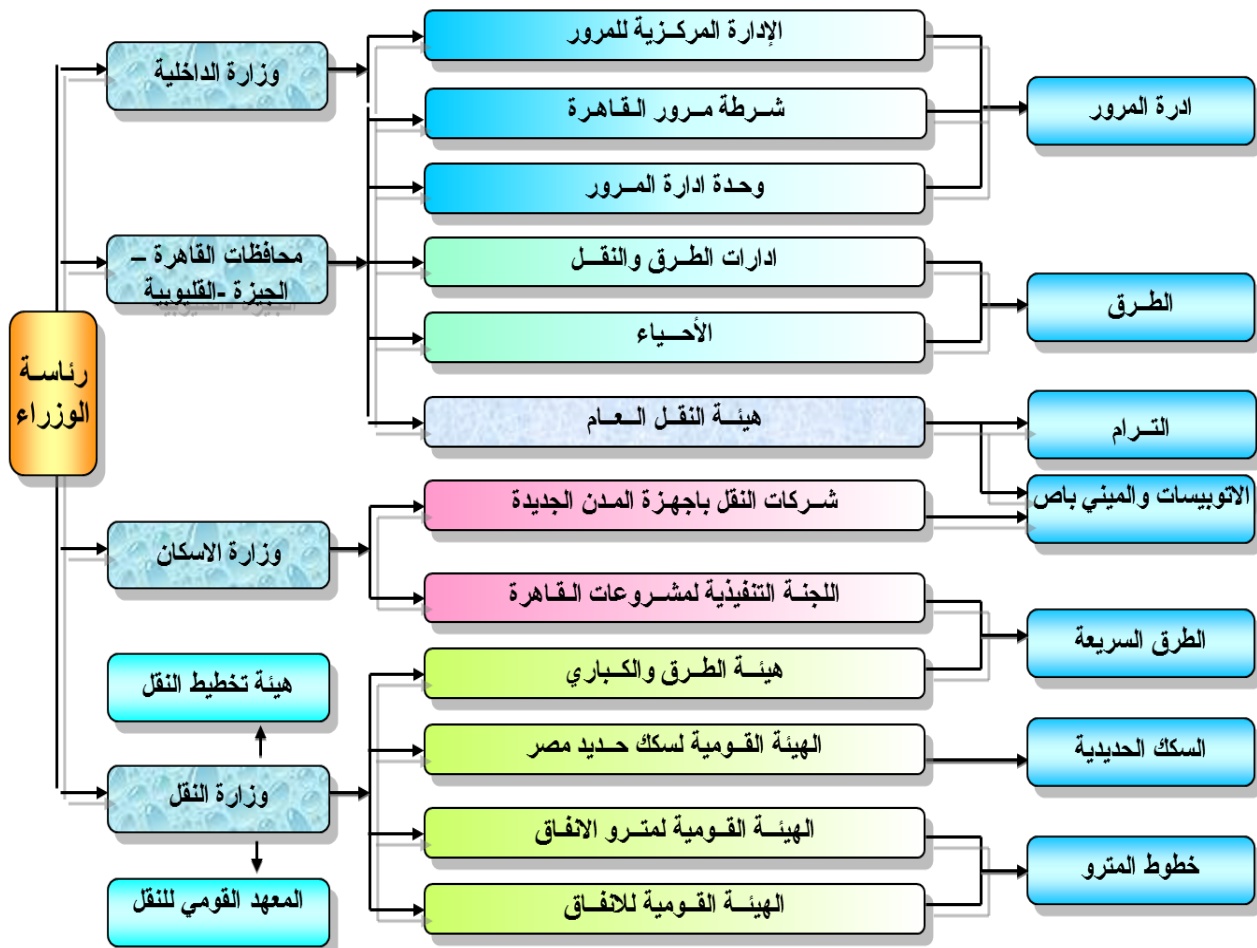 رئاسة
الوزراء
وزارة الداخلية
محافظات القاهرة –
الجيزة -القليوبية
وزارة الاسكان
هيئة تخطيط النقل
وزارة النقل
المعهد القومي للنقل
الإدارة المركزية للمرور
شرطة مرور القاهرة
وحدة ادارة المرور
ادارات الطرق والنقل
الأحياء
هيئة النقل العام
شركات النقل باجهزة المدن الجديدة
اللجنة التنفيذية لمشروعات القاهرة
هيئة الطرق والكباري
الهيئة القومية لسكك حديد مصر
الهيئة القومية لمترو الانفاق
الهيئة القومية للانفاق
ادرة المرور
الطرق
الترام
الاتوبيسات والميني باص
الطرق السريعة
السكك الحديدية
خطوط المترو